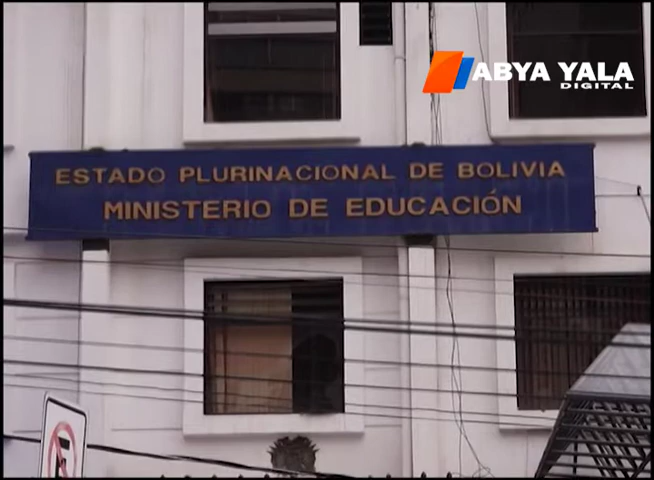 ABYA YALA
DIGITAL
ESTADO PLURINACIONAL DE BOLIVIA
MINISTERIO DE EDUCACIÓN
E